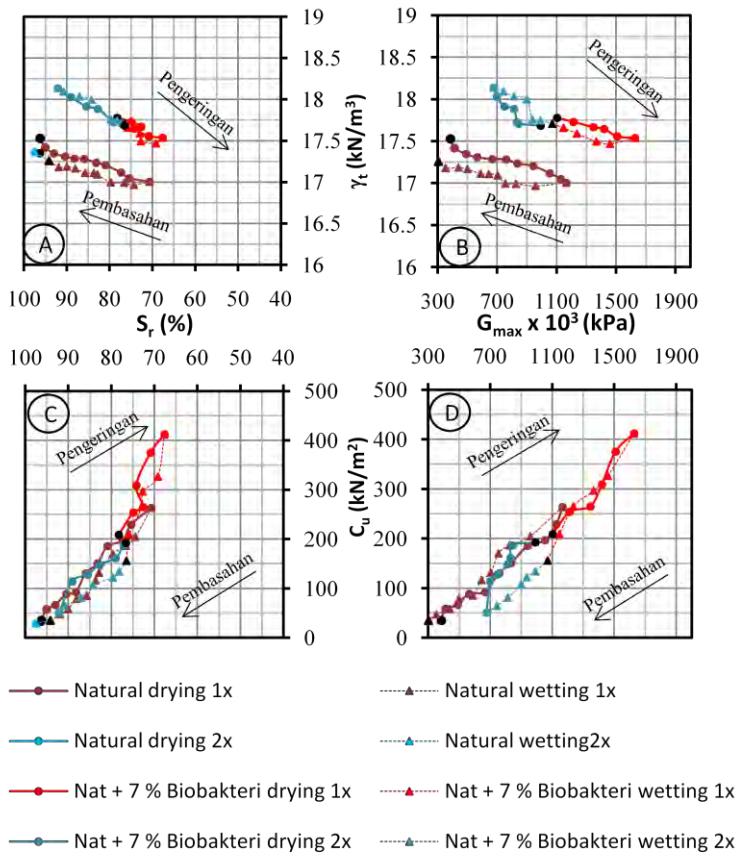 19
18.5
18
17.5
17
16.5
16
γt (kN/m³)
Pengeringan
Pembasahan
A
100 90 80 70 60 50 40
Sr (%)
19
18.5
18
17.5
17
16.5
16
Pengeringan
Pembasahan
B
300 700 1100 1500 1900
Gmax x 10³ (kPa)
100 90 80 70 60 50 40
500
400
300
200
100
0
Cu (kN/m²)
C
Pengeringan
Pembasahan
300 700 1100 1500 1900
500
400
300
200
100
0
D
Pengeringan
Pembasahan
Natural drying 1x
Natural wetting 1x
Natural drying 2x
Natural wetting2x
Nat + 7 % Biobakteri drying 1x
Nat + 7 % Biobakteri wetting 1x
Nat + 7 % Biobakteri drying 2x
Nat + 7 % Biobakteri wetting 2x